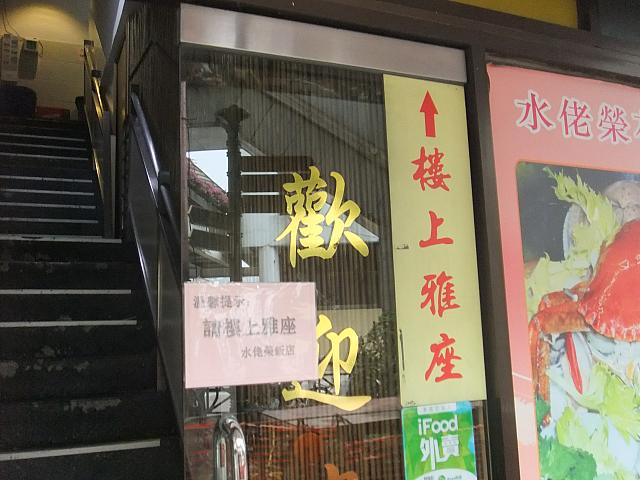 歡迎
樓上雅座
溫馨提示:
請樓上雅座
水佬榮飯店
iFood
外賣
水佬榮